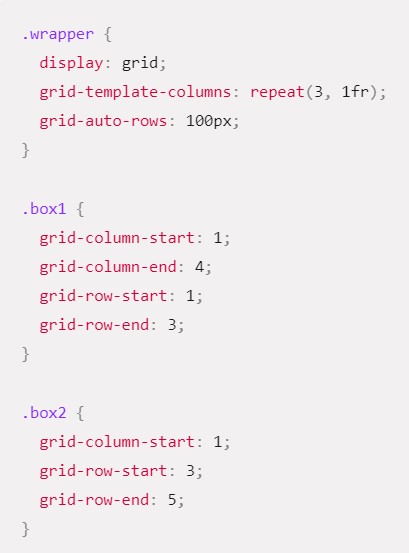 .wrapper {
  display: grid;
  grid-template-columns: repeat(3, 1fr);
  grid-auto-rows: 100px;
}

.box1 {
  grid-column-start: 1;
  grid-column-end: 4;
  grid-row-start: 1;
  grid-row-end: 3;
}

.box2 {
  grid-column-start: 1;
  grid-row-start: 3;
  grid-row-end: 5;
}